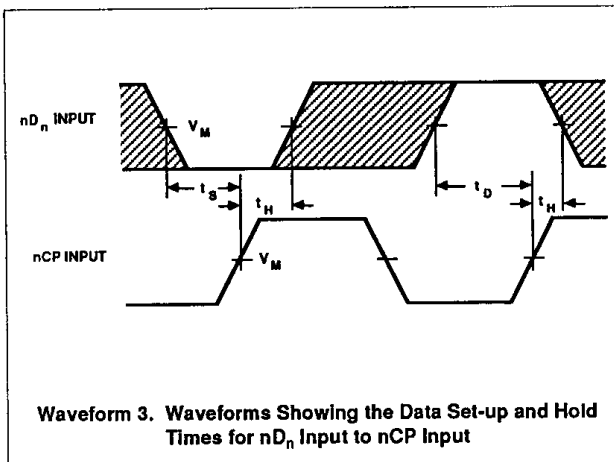 nDn INPUT
VM
tS
tH
tD
tH
nCP INPUT
VM
Waveform 3. Waveforms Showing the Data Set-up and Hold
Times for nDn Input to nCP Input